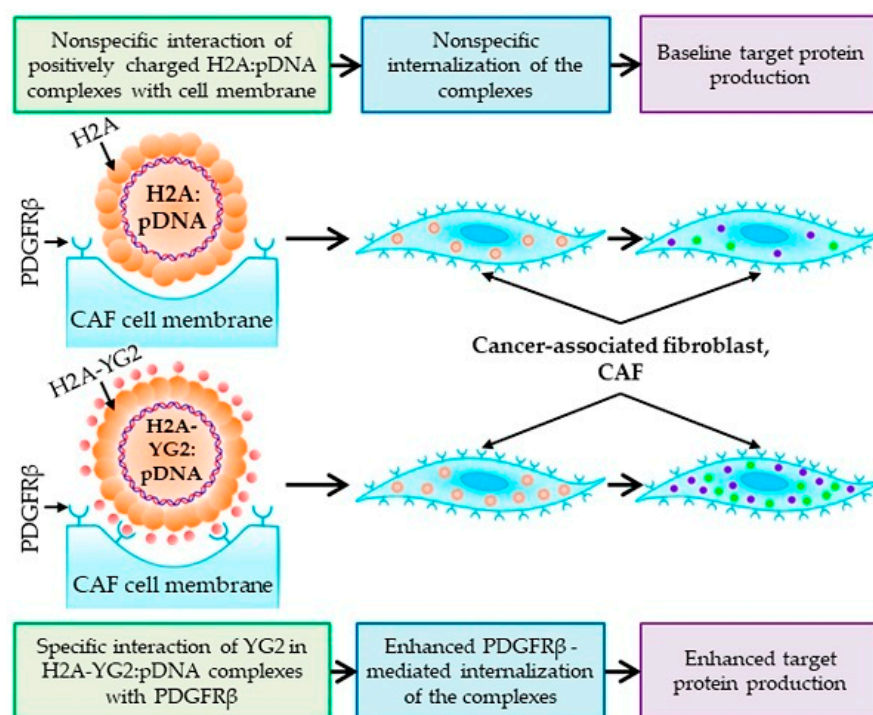 Nonspecific interaction of
positively charged H2A:pDNA
complexes with cell membrane
Nonspecific
internalization of the
complexes
Baseline target protein
production
H2A
H2A:
pDNA
PDGFRβ
CAF cell membrane
Cancer-associated fibroblast,
CAF
H2A-YG2
H2A-
YG2:
pDNA
PDGFRβ
CAF cell membrane
Specific interaction of YG2 in
H2A-YG2:pDNA complexes
with PDGFRβ
Enhanced PDGFRβ -
mediated internalization
of the complexes
Enhanced target
protein production